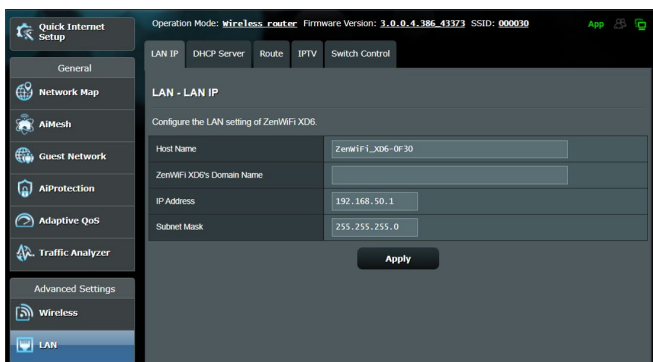 Quick Internet
Setup
Operation Mode: Wireless router Firmware Version: 3.0.0.4.386_43373 SSID: 000030
App
General
Network Map
AiMesh
Guest Network
AiProtection
Adaptive QoS
Traffic Analyzer
Advanced Settings
Wireless
LAN
LAN IP DHCP Server Route IPTV Switch Control
LAN - LAN IP
Configure the LAN setting of ZenWiFi XD6.
Host Name ZenWiFi_XD6-0F30
ZenWiFi XD6's Domain Name
IP Address 192.168.50.1
Subnet Mask 255.255.255.0
Apply